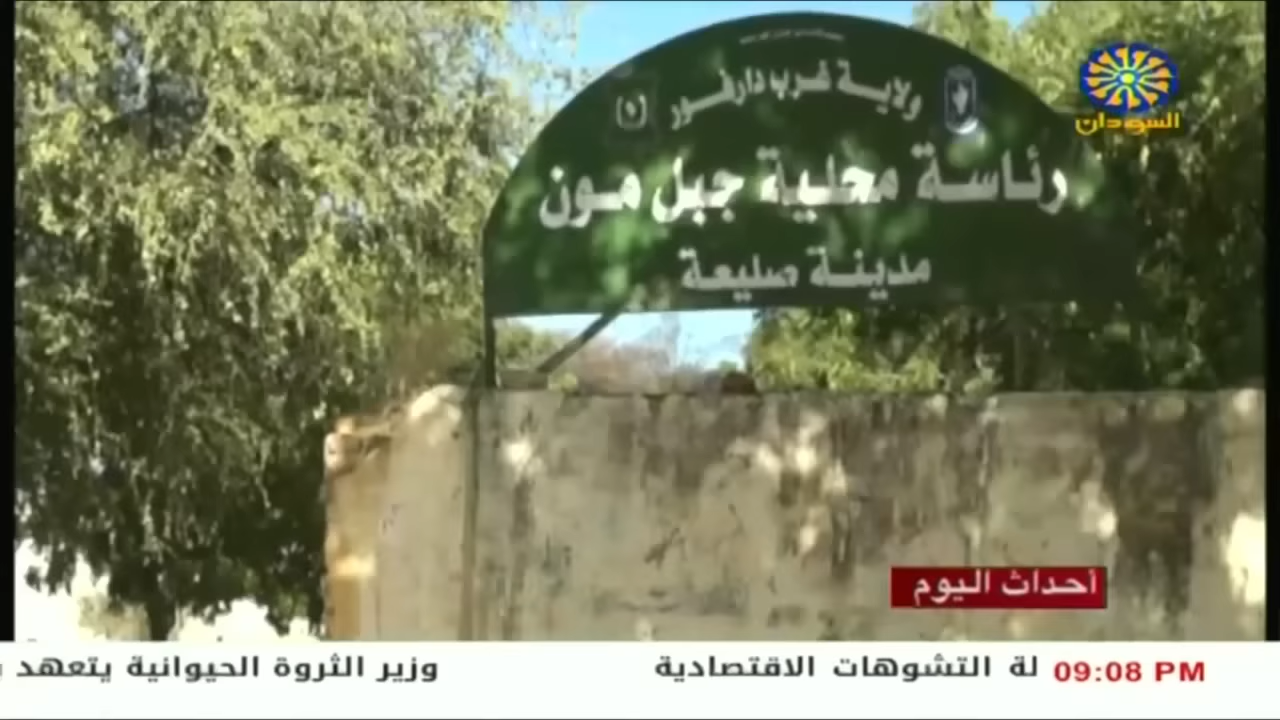 السودان
ولاية غرب دارفور
رئاسة محلية جبل مون
مدينة صليعة
أحداث اليوم
09:08 PM
لة التشوهات الاقتصادية
وزير الثروة الحيوانية يتعهد